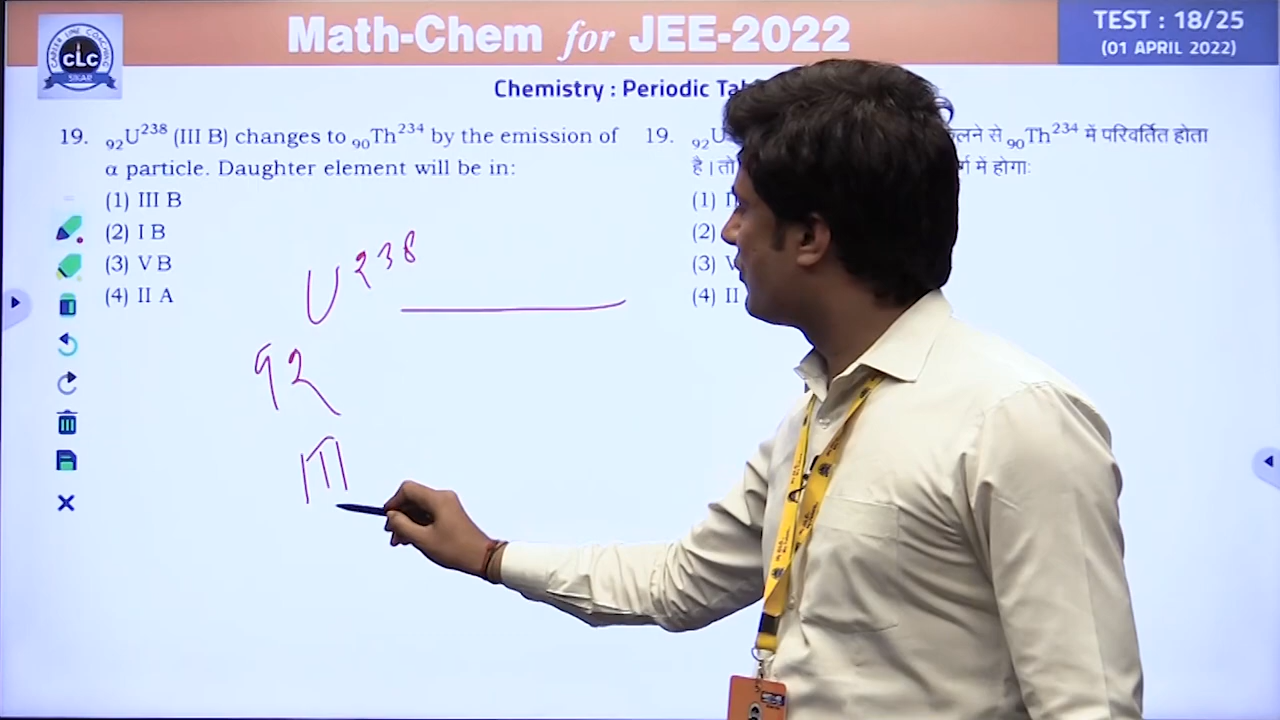 Math-Chem for JEE-2022
TEST : 18/25
(01 APRIL 2022)
CAREER LINE COACHING
CLC
SIKAR
Chemistry : Periodic
19. ₉₂U²³⁸ (III B) changes to ₉₀Th²³⁴ by the emission of
α particle. Daughter element will be in:
(1) III B
(2) I B
(3) V B
(4) II A
19. ₉₂U से ₉₀Th²³⁴ में परिवर्तित होता
है। तो में होगाः
(1)
(2)
(3)
(4) II
U²³⁸
92
III